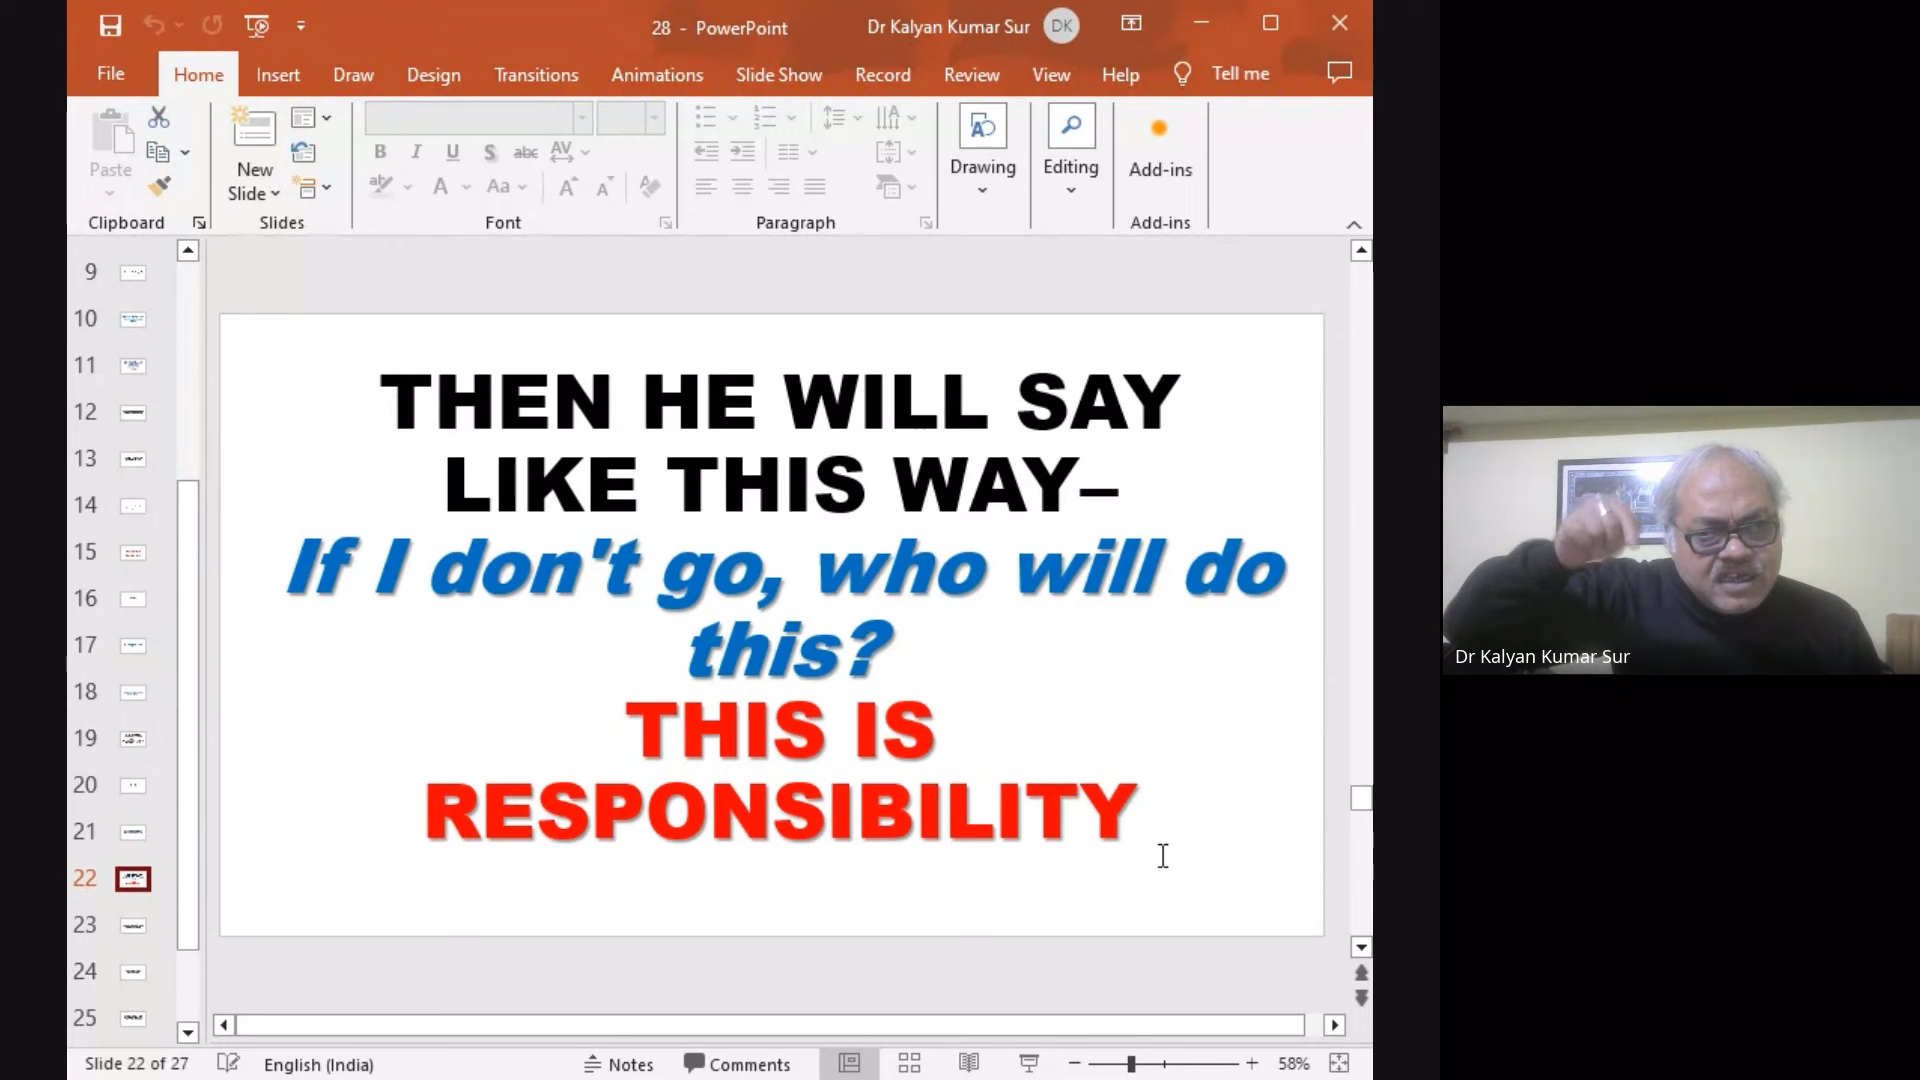 28 - PowerPoint
Dr Kalyan Kumar Sur
DK
File
Home
Insert
Draw
Design
Transitions
Animations
Slide Show
Record
Review
View
Help
Tell me
Paste
New
Slide
B I U S abc AV
A Aa A A
Drawing
Editing
Add-ins
Clipboard
Slides
Font
Paragraph
Add-ins
9
10
11
12
13
14
15
16
17
18
19
20
21
22
23
24
25
THEN HE WILL SAY
LIKE THIS WAY–
If I don't go, who will do
this?
THIS IS
RESPONSIBILITY
Dr Kalyan Kumar Sur
Slide 22 of 27
English (India)
Notes
Comments
58%